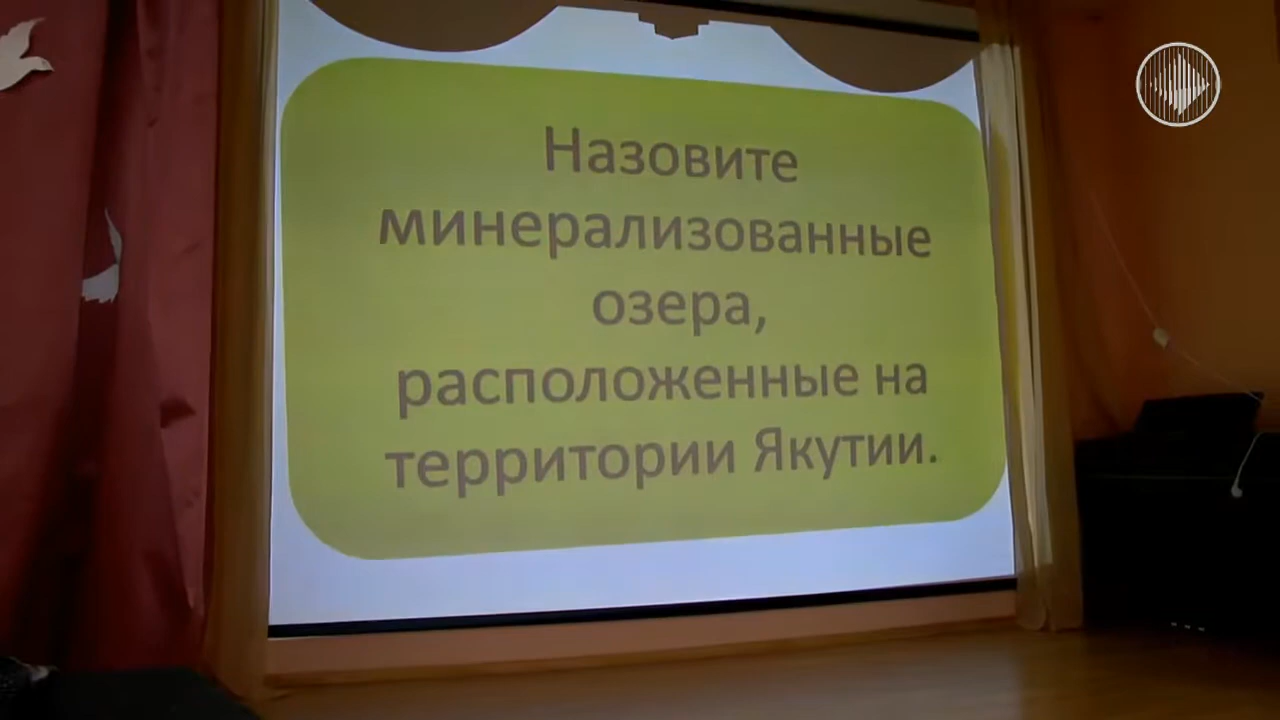 Назовите
минерализованные
озера,
расположенные на
территории Якутии.